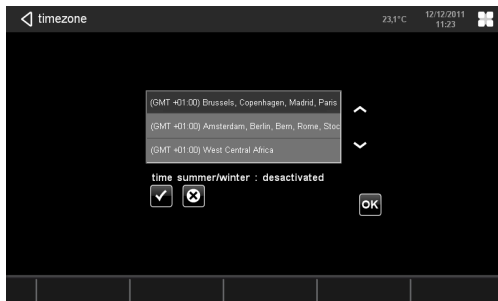 timezone
23,1°C
12/12/2011
11:23
(GMT +01:00) Brussels, Copenhagen, Madrid, Paris
(GMT +01:00) Amsterdam, Berlin, Bern, Rome, Stoc
(GMT +01:00) West Central Africa
time summer/winter : desactivated
OK